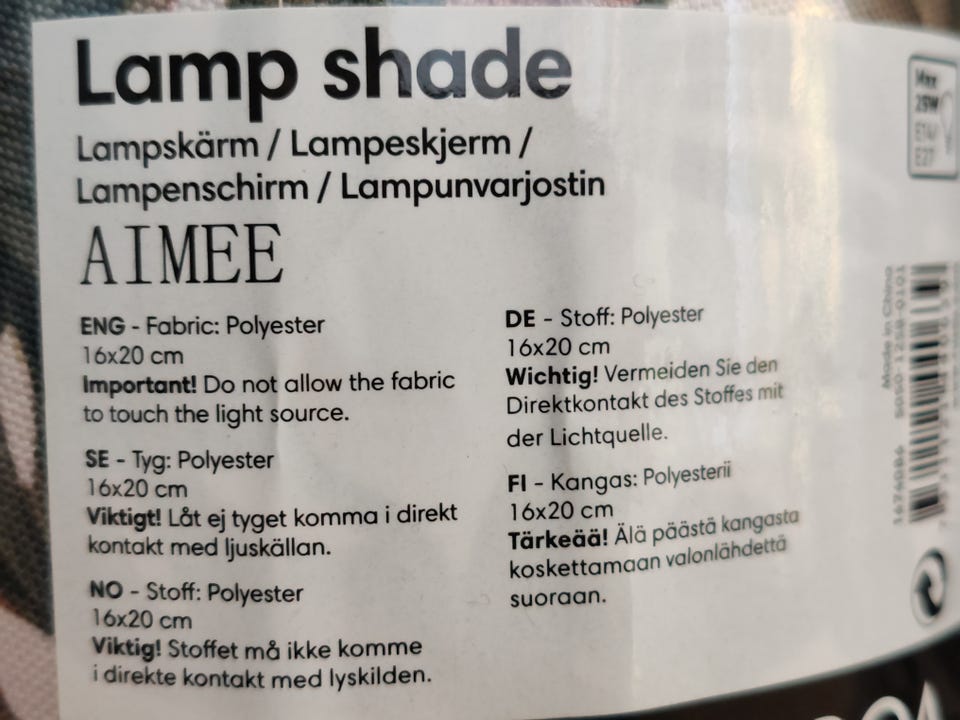 Lamp shade
Lampskärm / Lampeskjerm /
Lampenschirm / Lampunvarjostin
AIMEE
ENG - Fabric: Polyester
16x20 cm
Important! Do not allow the fabric
to touch the light source.
SE - Tyg: Polyester
16x20 cm
Viktigt! Låt ej tyget komma i direkt
kontakt med ljuskällan.
NO - Stoff: Polyester
16x20 cm
Viktig! Stoffet må ikke komme
i direkte kontakt med lyskilden.
DE - Stoff: Polyester
16x20 cm
Wichtig! Vermeiden Sie den
Direktkontakt des Stoffes mit
der Lichtquelle.
FI - Kangas: Polyesterii
16x20 cm
Tärkeää! Älä päästä kangasta
koskettamaan valonlähdettä
suoraan.
Max
25W
E14/
E27
Made in China